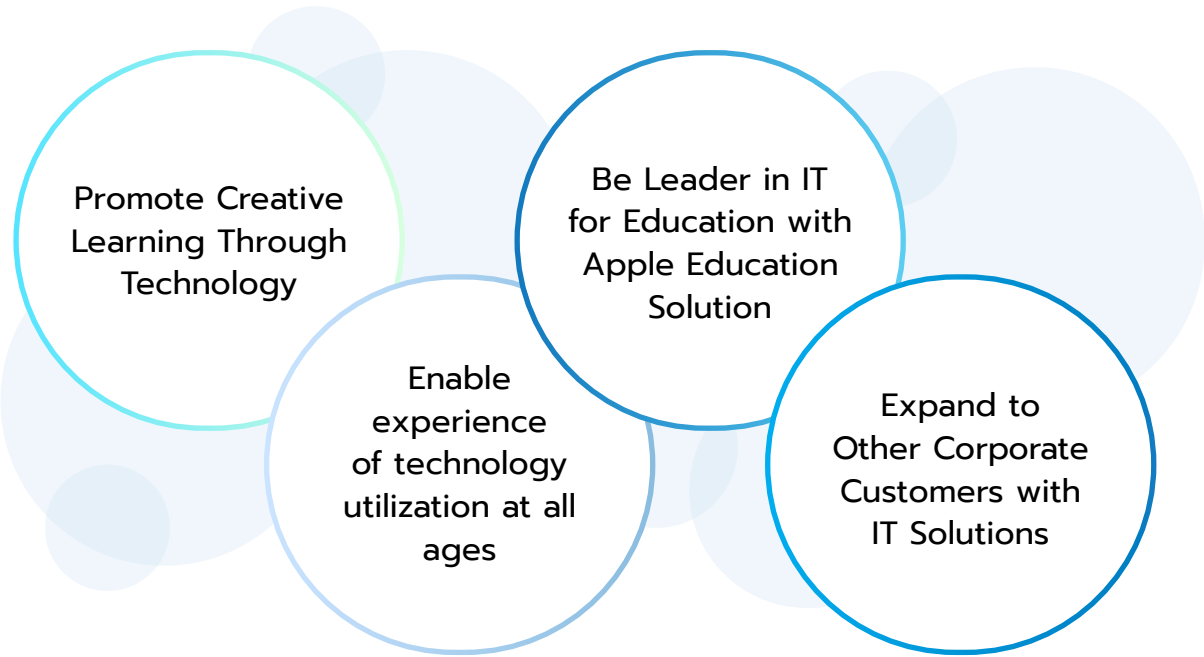 Promote Creative
Learning Through
Technology
Enable
experience
of technology
utilization at all
ages
Be Leader in IT
for Education with
Apple Education
Solution
Expand to
Other Corporate
Customers with
IT Solutions